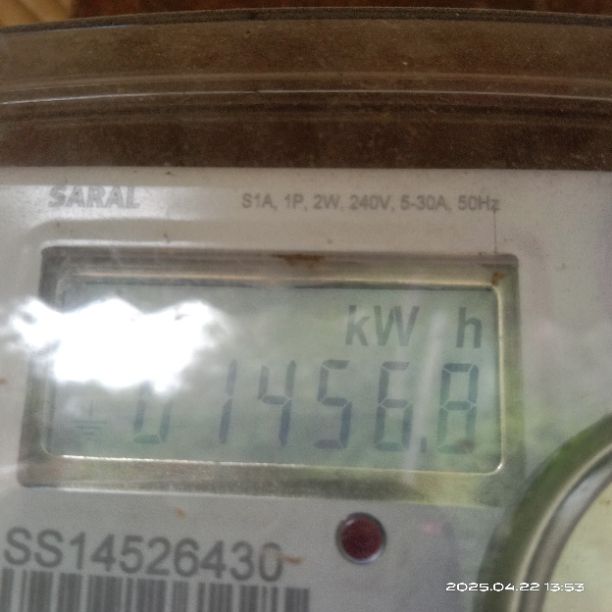 SARAL
S1A, 1P, 2W, 240V, 5-30A, 50Hz
kW h
01456.8
SS14526430
2025.04.22 13:53